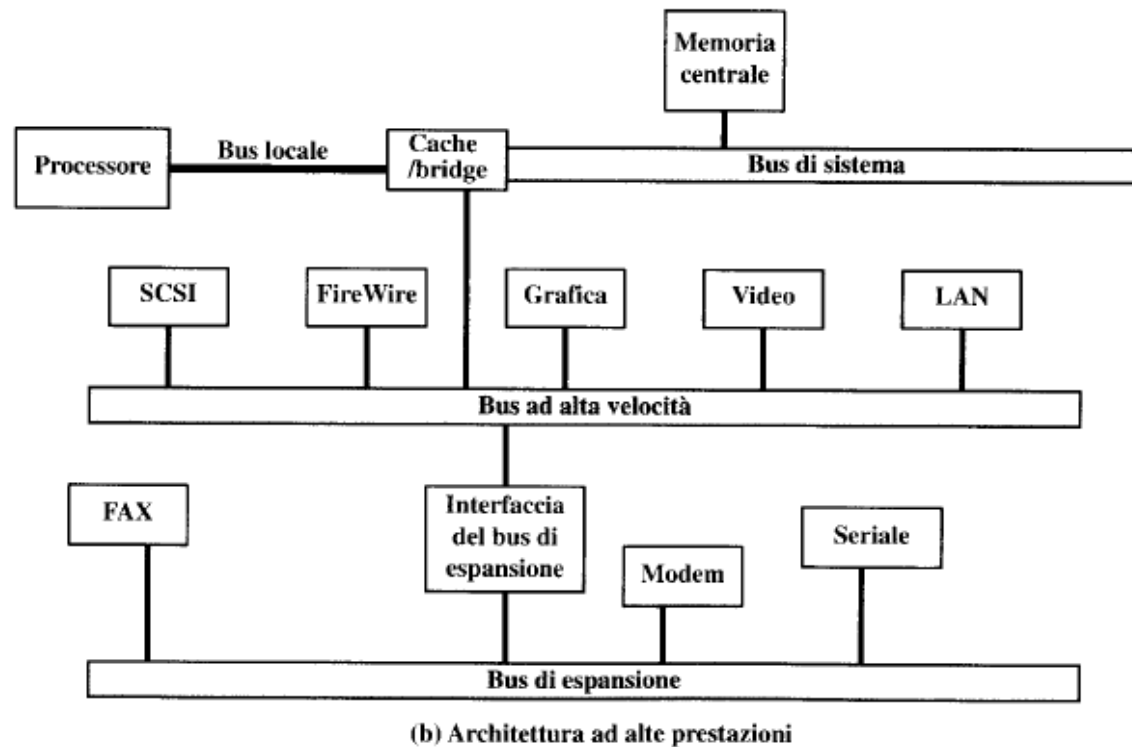 Memoria
centrale
Processore
Bus locale
Cache
/bridge
Bus di sistema
SCSI
FireWire
Grafica
Video
LAN
Bus ad alta velocità
FAX
Interfaccia
del bus di
espansione
Modem
Seriale
Bus di espansione
(b) Architettura ad alte prestazioni